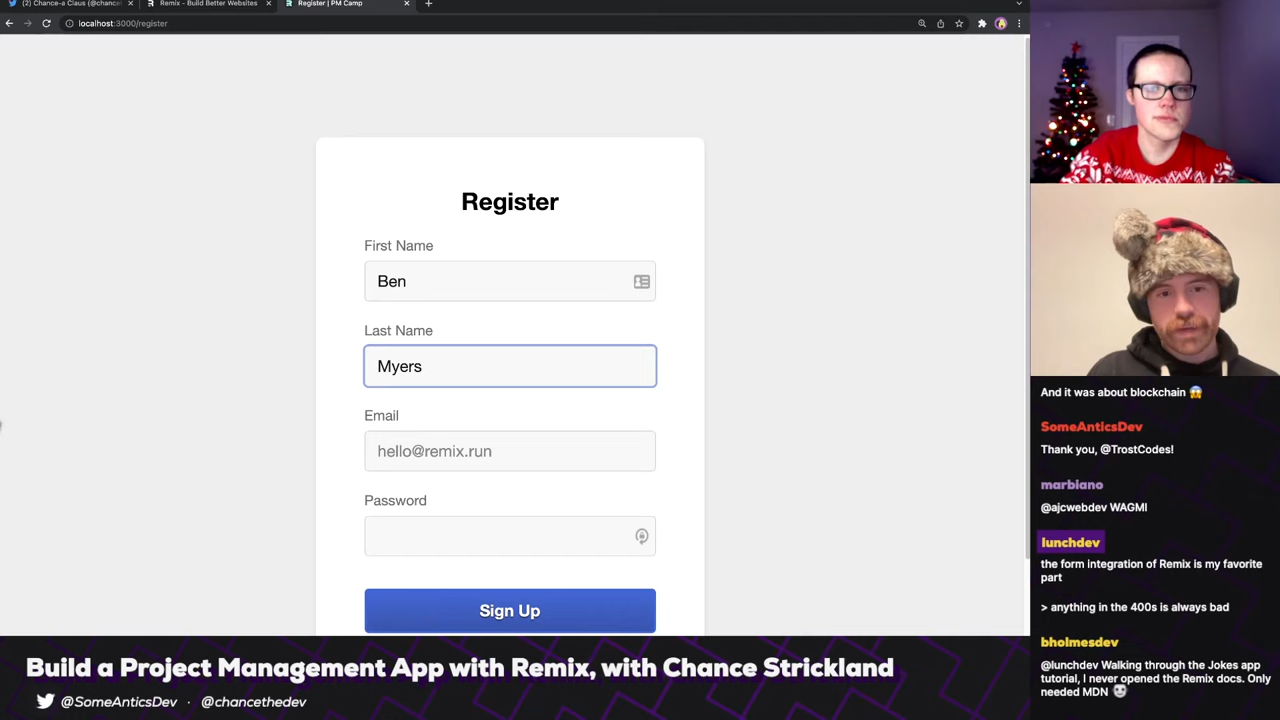 (2) Chance-a Claus (@chance
Remix - Build Better Websites
Register | PM Camp
localhost:3000/register
Register
First Name
Ben
Last Name
Myers
Email
hello@remix.run
Password
Sign Up
And it was about blockchain 😱
SomeAnticsDev
Thank you, @TrostCodes!
marbiano
@ajcwebdev WAGMI
lunchdev
the form integration of Remix is my favorite
part
> anything in the 400s is always bad
bholmesdev
@lunchdev Walking through the Jokes app
tutorial, I never opened the Remix docs. Only
needed MDN 💀
Build a Project Management App with Remix, with Chance Strickland
@SomeAnticsDev · @chancethedev